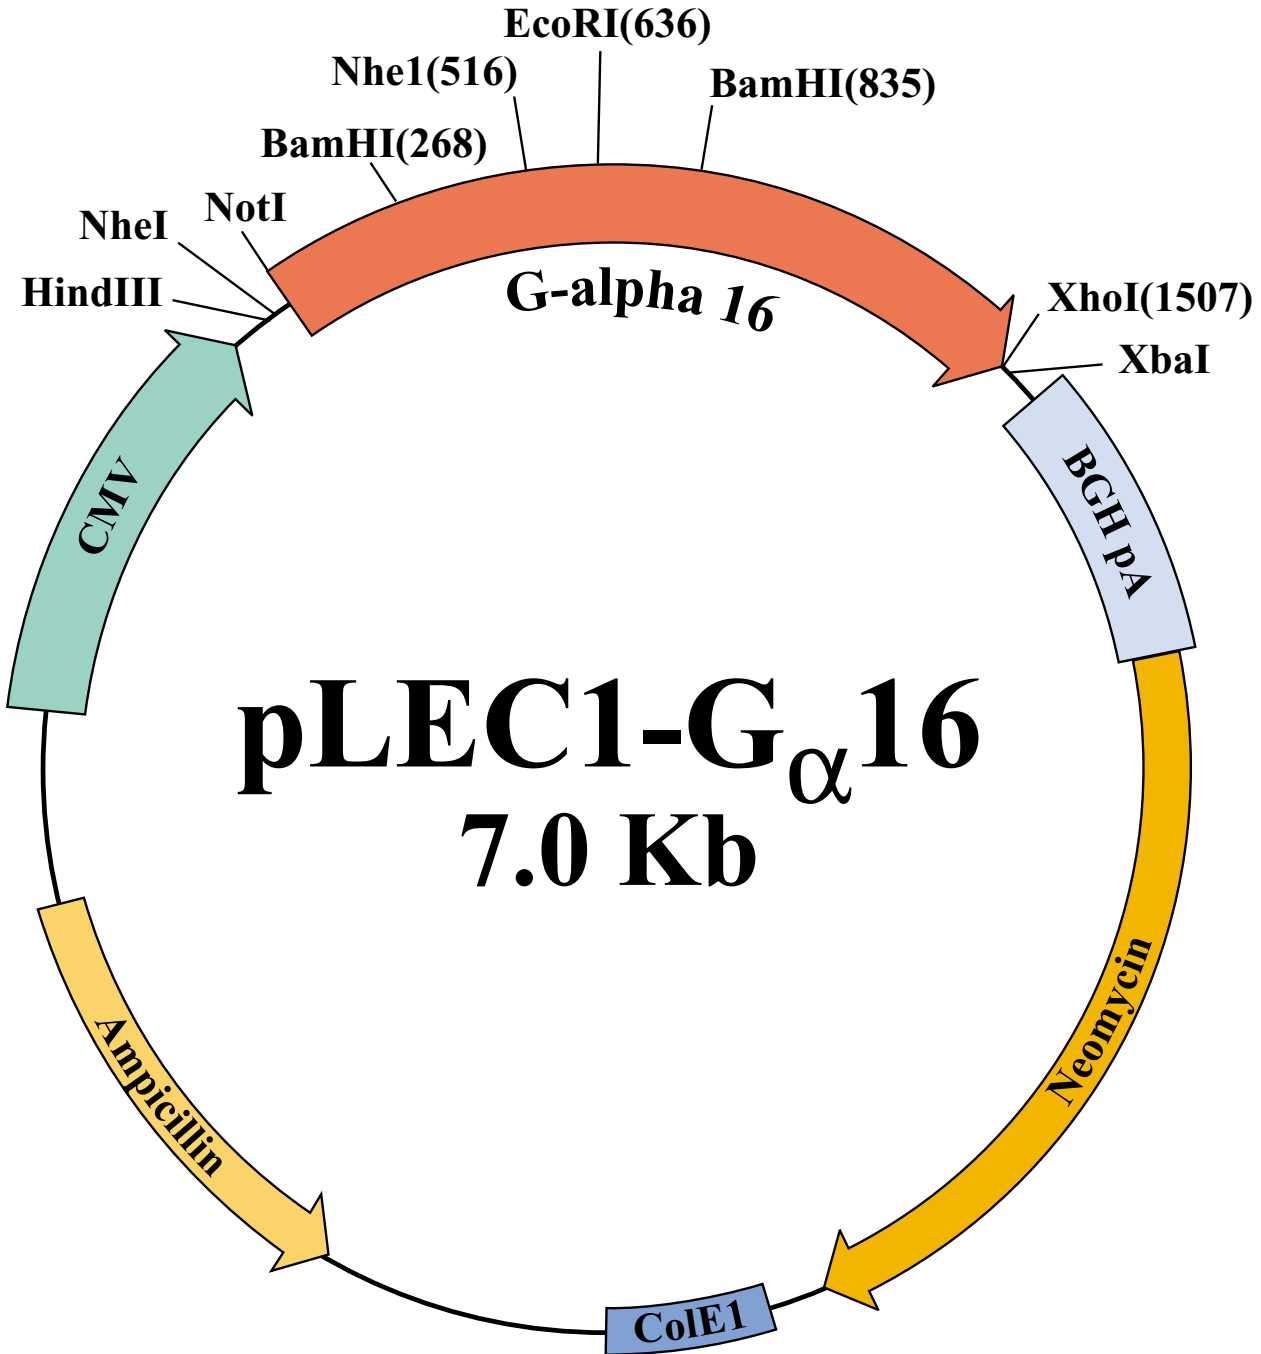 EcoRI(636)
Nhe1(516)
BamHI(835)
BamHI(268)
NotI
NheI
HindIII
G-alpha 16
XhoI(1507)
XbaI
CMV
BGH pA
pLEC1-Gα16
7.0 Kb
Neomycin
Ampicillin
ColE1